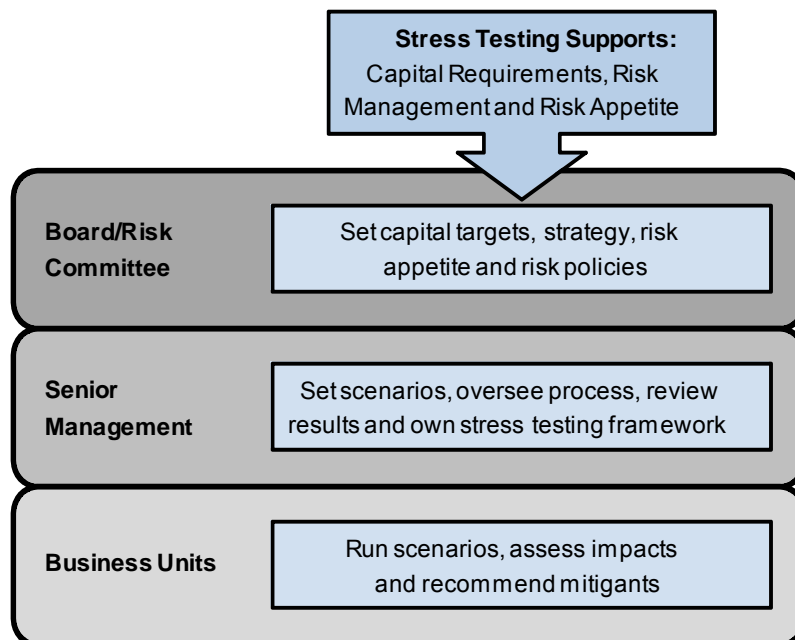 Stress Testing Supports:
Capital Requirements, Risk
Management and Risk Appetite
Board/Risk
Committee
Set capital targets, strategy, risk
appetite and risk policies
Senior
Management
Set scenarios, oversee process, review
results and own stress testing framework
Business Units
Run scenarios, assess impacts
and recommend mitigants